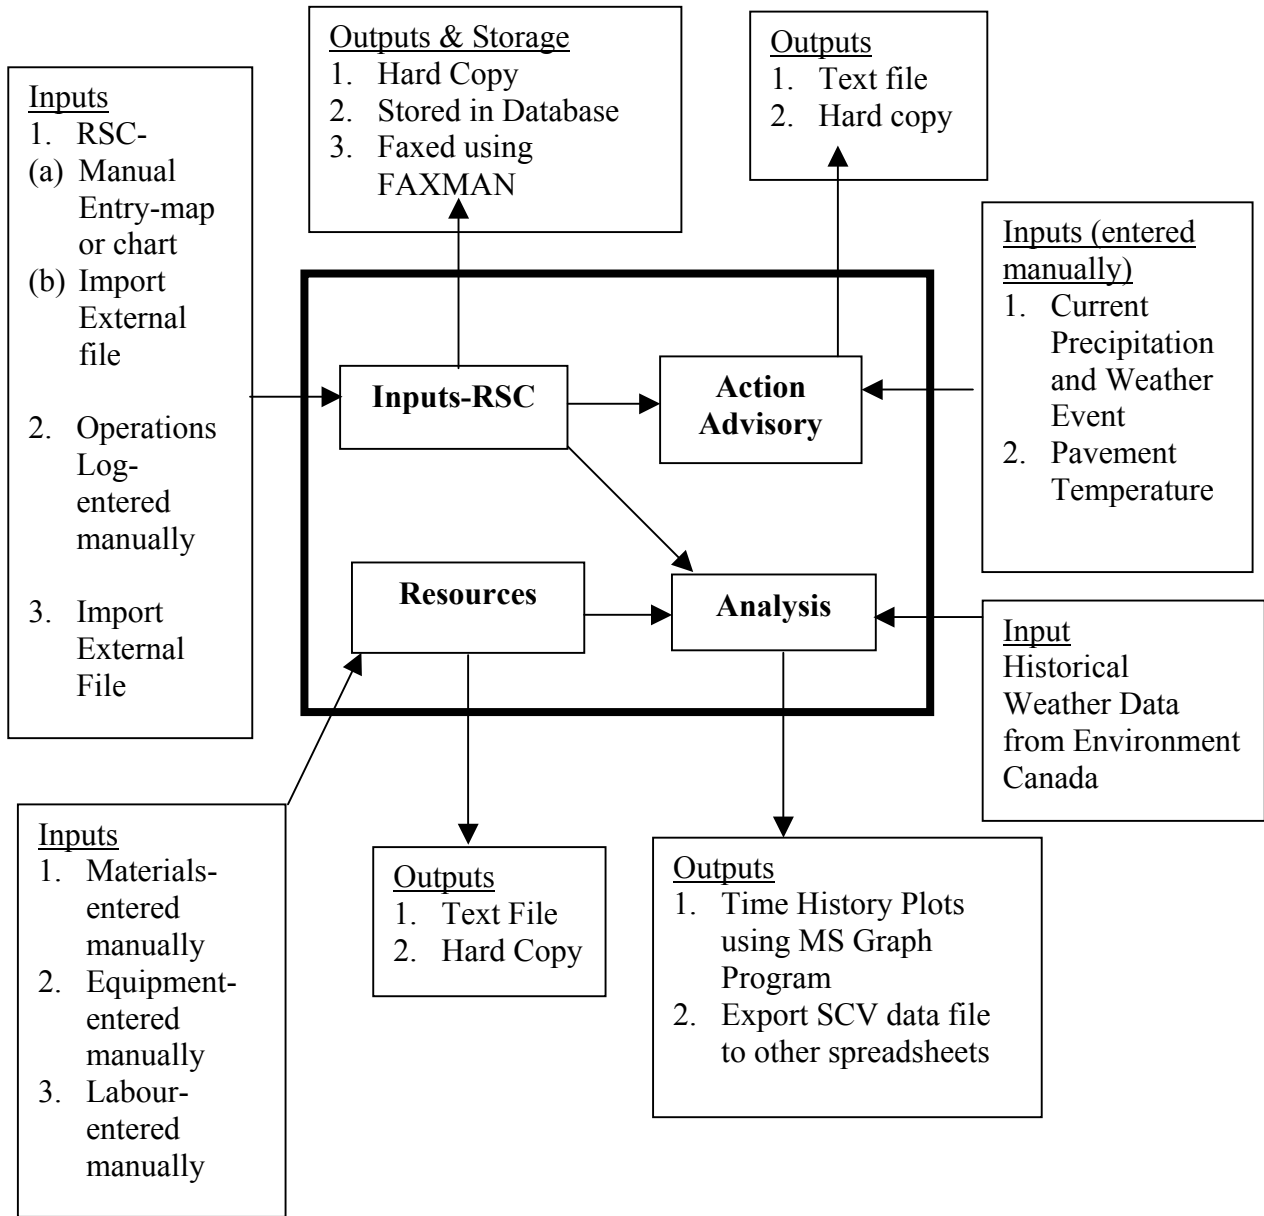 Outputs & Storage
1. Hard Copy
2. Stored in Database
3. Faxed using
FAXMAN
Outputs
1. Text file
2. Hard copy
Inputs
1. RSC-
(a) Manual
Entry-map
or chart
(b) Import
External
file
2. Operations
Log-
entered
manually
3. Import
External
File
Inputs (entered
manually)
1. Current
Precipitation
and Weather
Event
2. Pavement
Temperature
Inputs-RSC
Action
Advisory
Resources
Analysis
Input
Historical
Weather Data
from Environment
Canada
Inputs
1. Materials-
entered
manually
2. Equipment-
entered
manually
3. Labour-
entered
manually
Outputs
1. Text File
2. Hard Copy
Outputs
1. Time History Plots
using MS Graph
Program
2. Export SCV data file
to other spreadsheets